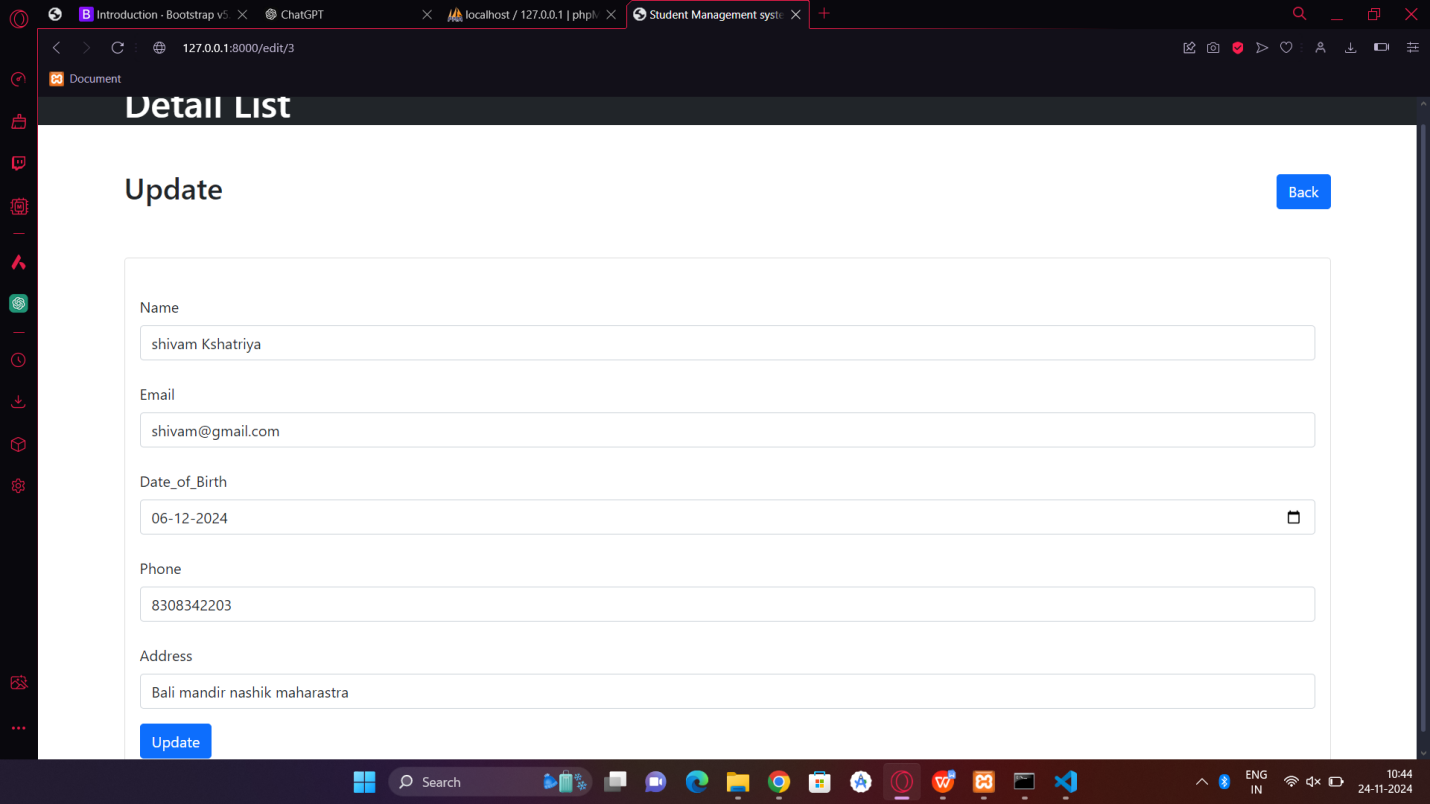 Introduction · Bootstrap v5.
ChatGPT
localhost / 127.0.0.1 | phpM
Student Management syste
127.0.0.1:8000/edit/3
Document
Detail List
Update
Back
Name
shivam Kshatriya
Email
shivam@gmail.com
Date_of_Birth
06-12-2024
Phone
8308342203
Address
Bali mandir nashik maharastra
Update
Search
ENG
IN
10:44
24-11-2024